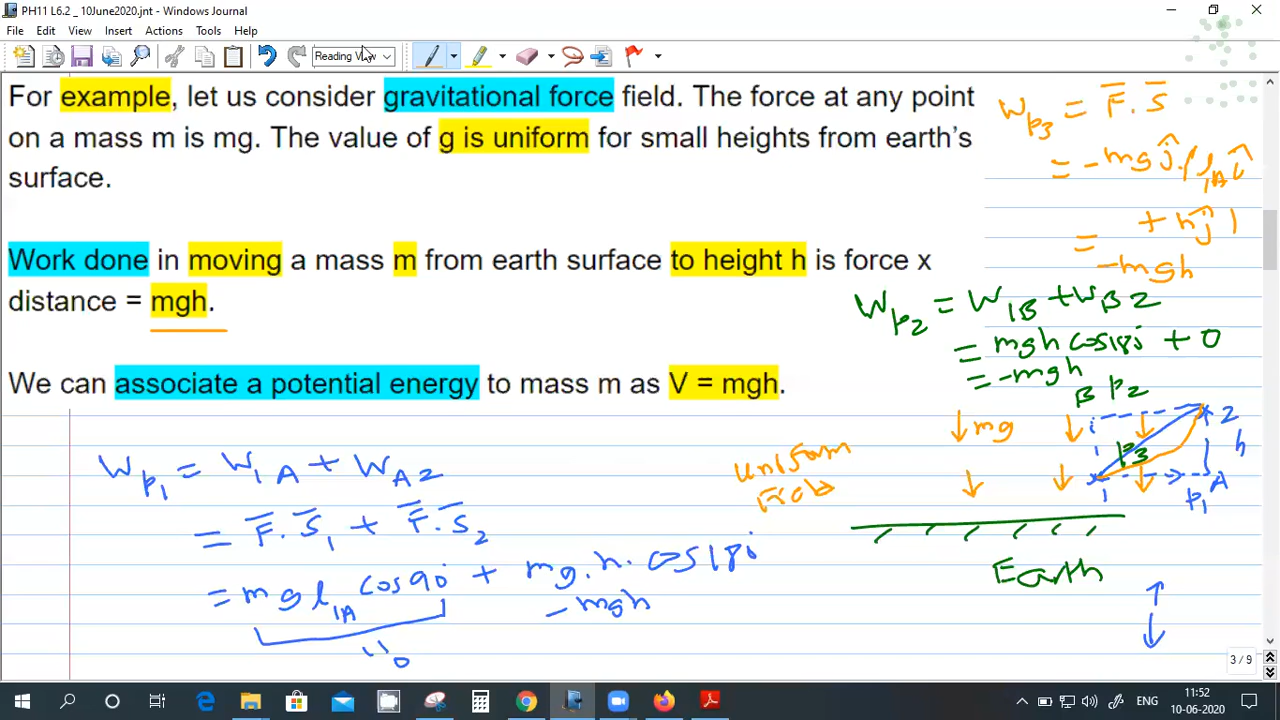 PH11 L6.2 _ 10June2020.jnt - Windows Journal
File Edit View Insert Actions Tools Help
Reading View
For example, let us consider gravitational force field. The force at any point
on a mass m is mg. The value of g is uniform for small heights from earth's
surface.
Work done in moving a mass m from earth surface to height h is force x
distance = mgh.
We can associate a potential energy to mass m as V = mgh.
W_p3 = F̄. S̄
= -mg ĵ.(l_1A î
+ h ĵ )
= -mgh
W_p2 = W_1B + W_B2
= mgh cos180 + 0
= -mgh
B P2
↓ mg
2
h
P3
1
P1 A
uniform
Earth
W_p1 = W_1A + W_A2
= F̄. S̄_1 + F̄. S̄_2
= m g l_1A cos90 + mg.h. cos180
-mgh
0
3 / 9
ENG
11:52
10-06-2020